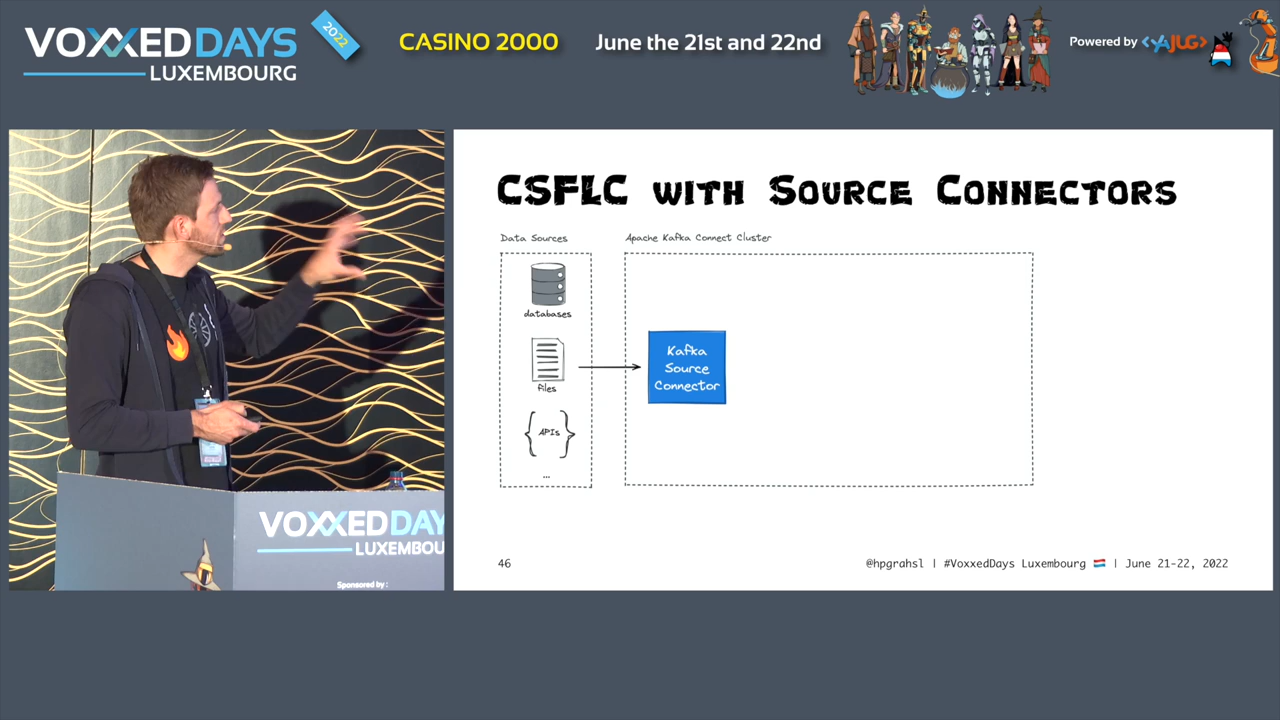 VOXXEDDAYS
LUXEMBOURG
2022
CASINO 2000
June the 21st and 22nd
Powered by <YAJUG>
CSFLC with Source Connectors
Data Sources
Apache Kafka Connect Cluster
databases
files
{ APIs }
...
Kafka
Source
Connector
46
@hpgrahsl | #VoxxedDays Luxembourg 🇱🇺 | June 21-22, 2022
VOXXEDDAY
LUXEMBOU
Sponsored by :